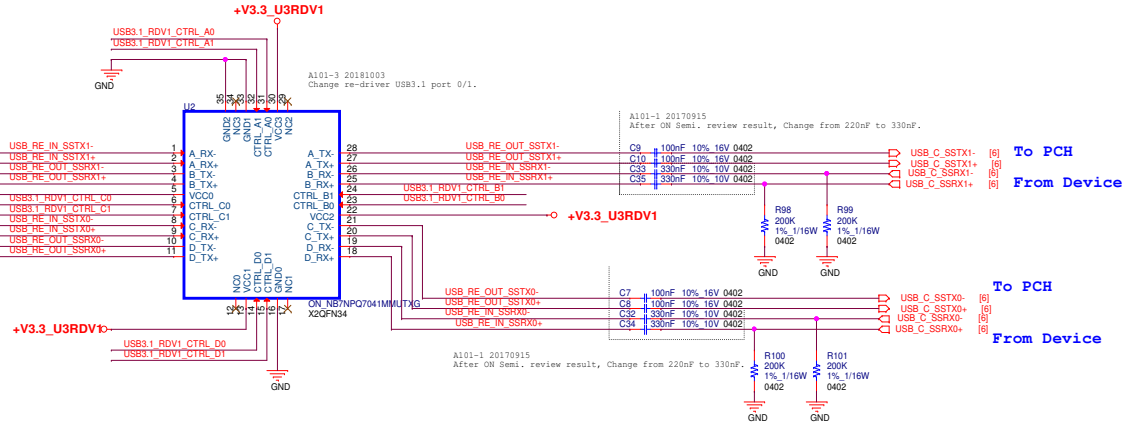 +V3.3_U3RDV1
USB3.1_RDV1_CTRL_A0
USB3.1_RDV1_CTRL_A1
GND
A101-3 20181003
Change re-driver USB3.1 port 0/1.
35 34 33 32 31 30 29
U2
GND2 NC3 GND1 CTRL_A1 CTRL_A0 VCC3 NC2
A101-1 20170915
After ON Semi. review result, Change from 220nF to 330nF.
USB_RE_IN_SSTX1- 1 A_RX- A_TX- 28 USB_RE_OUT_SSTX1- C9 100nF 10%_16V 0402 USB_C_SSTX1- [6]
USB_RE_IN_SSTX1+ 2 A_RX+ A_TX+ 27 USB_RE_OUT_SSTX1+ C10 100nF 10%_16V 0402 USB_C_SSTX1+ [6]
To PCH
USB_RE_OUT_SSRX1- 3 B_TX- B_RX- 26 USB_RE_IN_SSRX1- C33 330nF 10%_10V 0402 USB_C_SSRX1- [6]
USB_RE_OUT_SSRX1+ 4 B_TX+ B_RX+ 25 USB_RE_IN_SSRX1+ C35 330nF 10%_10V 0402 USB_C_SSRX1+ [6]
From Device
5 VCC0 CTRL_B1 24 USB3.1_RDV1_CTRL_B1
USB3.1_RDV1_CTRL_C0 6 CTRL_C0 CTRL_B0 23 USB3.1_RDV1_CTRL_B0
USB3.1_RDV1_CTRL_C1 7 CTRL_C1 VCC2 22 +V3.3_U3RDV1
USB_RE_IN_SSTX0- 8 C_RX- C_TX- 21
USB_RE_IN_SSTX0+ 9 C_RX+ C_TX+ 20
USB_RE_OUT_SSRX0- 10 D_TX- D_RX- 19
USB_RE_OUT_SSRX0+ 11 D_TX+ D_RX+ 18
R98 R99
200K 200K
1%_1/16W 1%_1/16W
0402 0402
GND GND
NC0 VCC1 CTRL_D0 CTRL_D1 GND0 NC1
12 13 14 15 16 17
ON_NB7NPQ7041MMUTXG
X2QFN34
USB_RE_OUT_SSTX0- C7 100nF 10%_16V 0402 USB_C_SSTX0- [6]
To PCH
USB_RE_OUT_SSTX0+ C8 100nF 10%_16V 0402 USB_C_SSTX0+ [6]
USB_RE_IN_SSRX0- C32 330nF 10%_10V 0402 USB_C_SSRX0- [6]
USB_RE_IN_SSRX0+ C34 330nF 10%_10V 0402 USB_C_SSRX0+ [6]
From Device
+V3.3_U3RDV1
USB3.1_RDV1_CTRL_D0
USB3.1_RDV1_CTRL_D1
GND
A101-1 20170915
After ON Semi. review result, Change from 220nF to 330nF.
R100 R101
200K 200K
1%_1/16W 1%_1/16W
0402 0402
GND GND